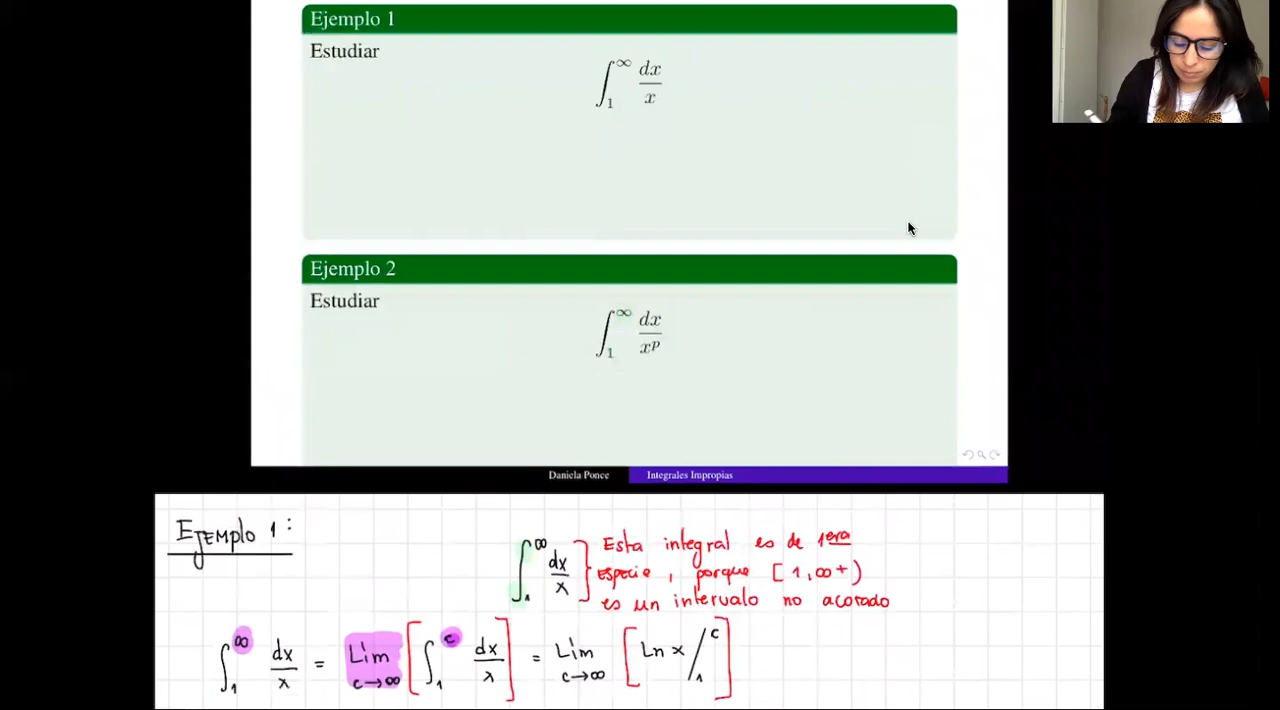 Ejemplo 1
Estudiar
∫₁^∞ dx/x
Ejemplo 2
Estudiar
∫₁^∞ dx/x^p
Daniela Ponce Integrales Impropias
Ejemplo 1:
∫₁^∞ dx/x } Esta integral es de 1era
especie, porque [1,∞+)
es un intervalo no acotado
∫₁^∞ dx/x = Lim c→∞ [∫₁^c dx/x] = Lim c→∞ [Ln x /₁^c]